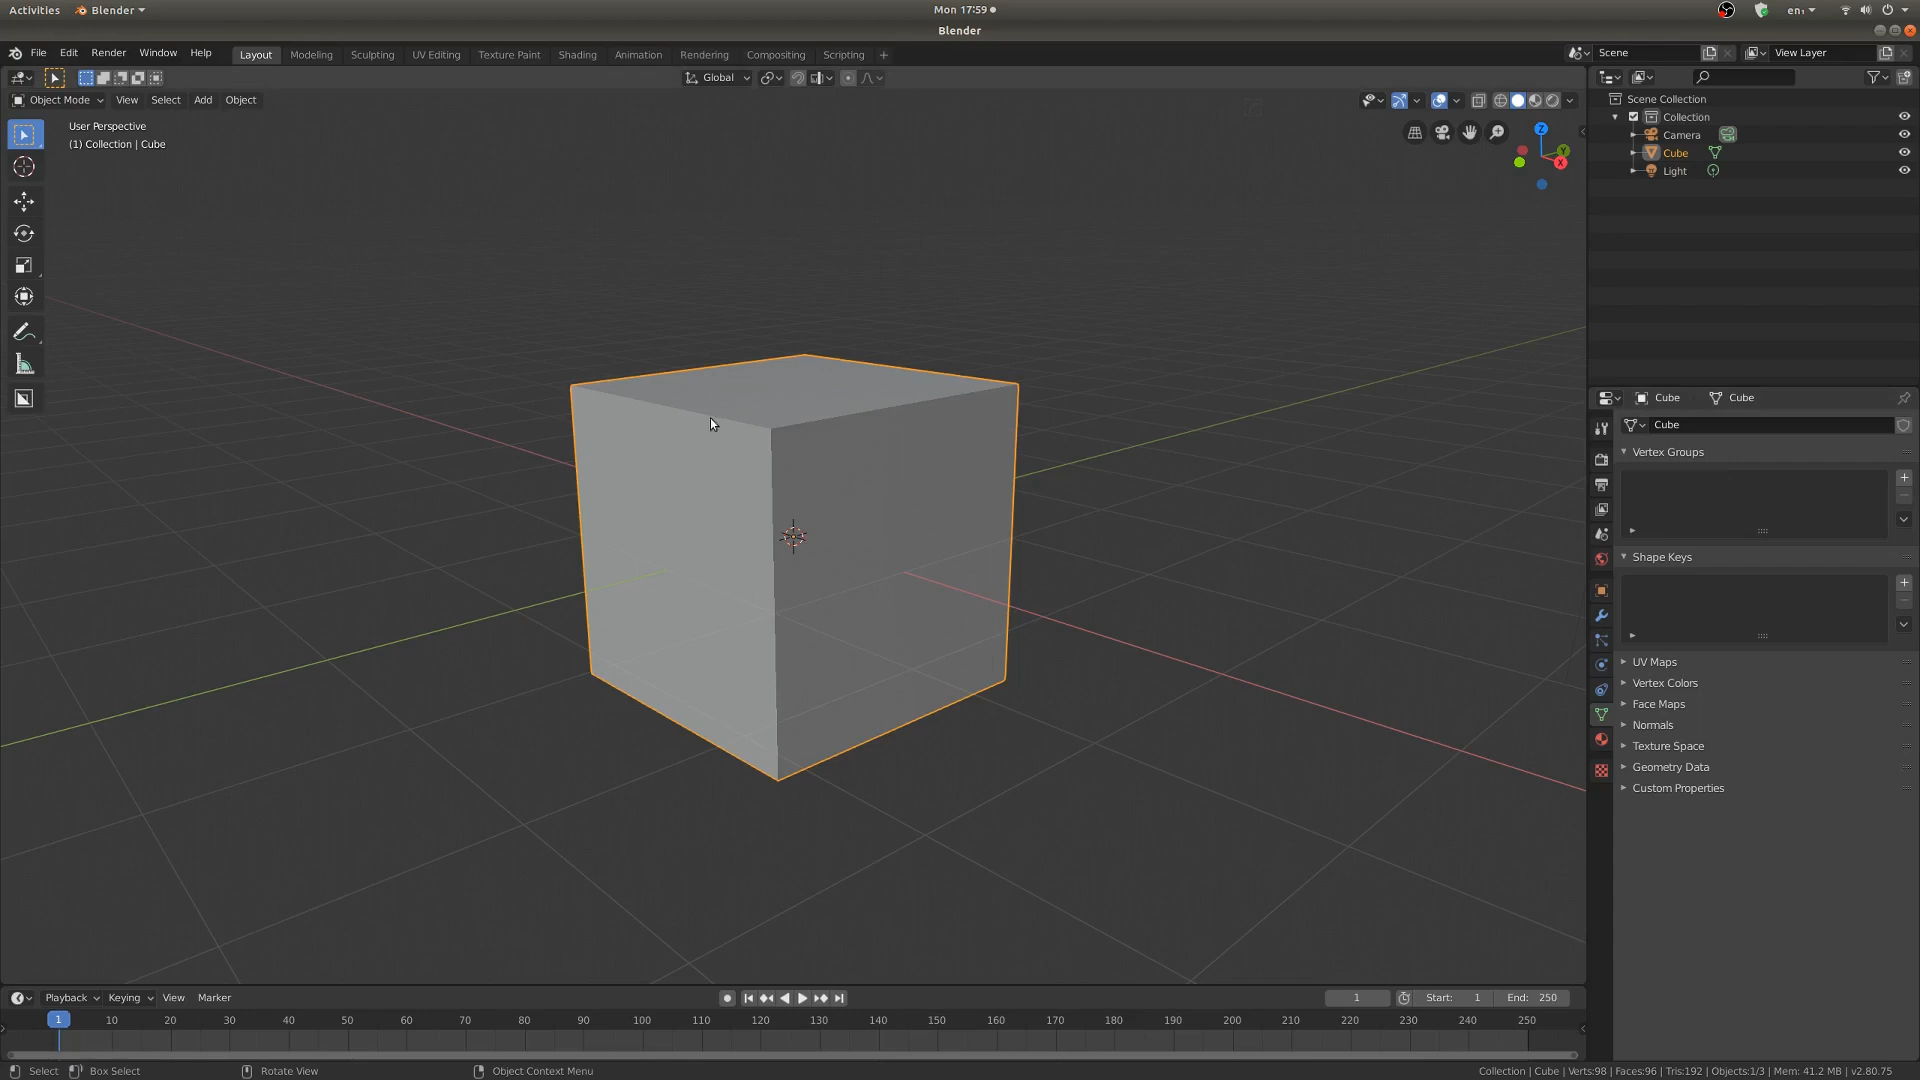 Activities Blender Mon 17:59 en₁
Blender
File Edit Render Window Help Layout Modeling Sculpting UV Editing Texture Paint Shading Animation Rendering Compositing Scripting + Scene View Layer
Global
Object Mode View Select Add Object
User Perspective
(1) Collection | Cube
Z
Y
X
Scene Collection
Collection
Camera
Cube
Light
Cube Cube
Cube
Vertex Groups
Shape Keys
UV Maps
Vertex Colors
Face Maps
Normals
Texture Space
Geometry Data
Custom Properties
Playback Keying View Marker 1 Start: 1 End: 250
1 10 20 30 40 50 60 70 80 90 100 110 120 130 140 150 160 170 180 190 200 210 220 230 240 250
Select Box Select Rotate View Object Context Menu Collection | Cube | Verts:98 | Faces:96 | Tris:192 | Objects:1/3 | Mem: 41.2 MB | v2.80.75